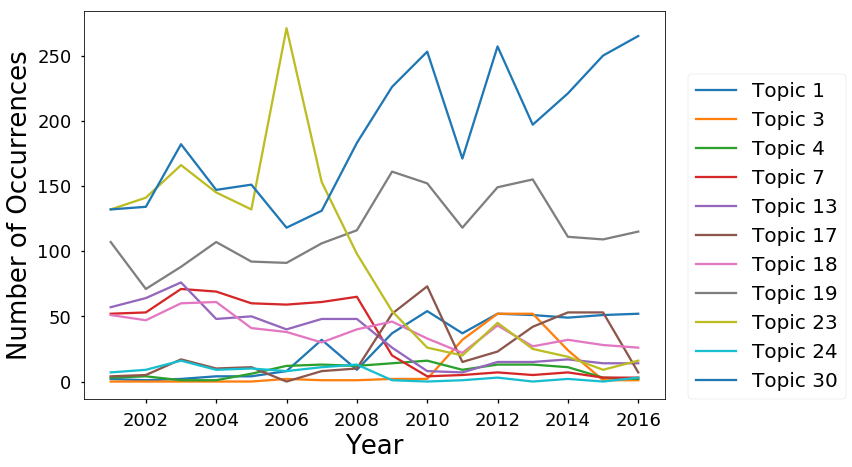 Number of Occurrences
250
200
150
100
50
0
2002 2004 2006 2008 2010 2012 2014 2016
Year
Topic 1
Topic 3
Topic 4
Topic 7
Topic 13
Topic 17
Topic 18
Topic 19
Topic 23
Topic 24
Topic 30